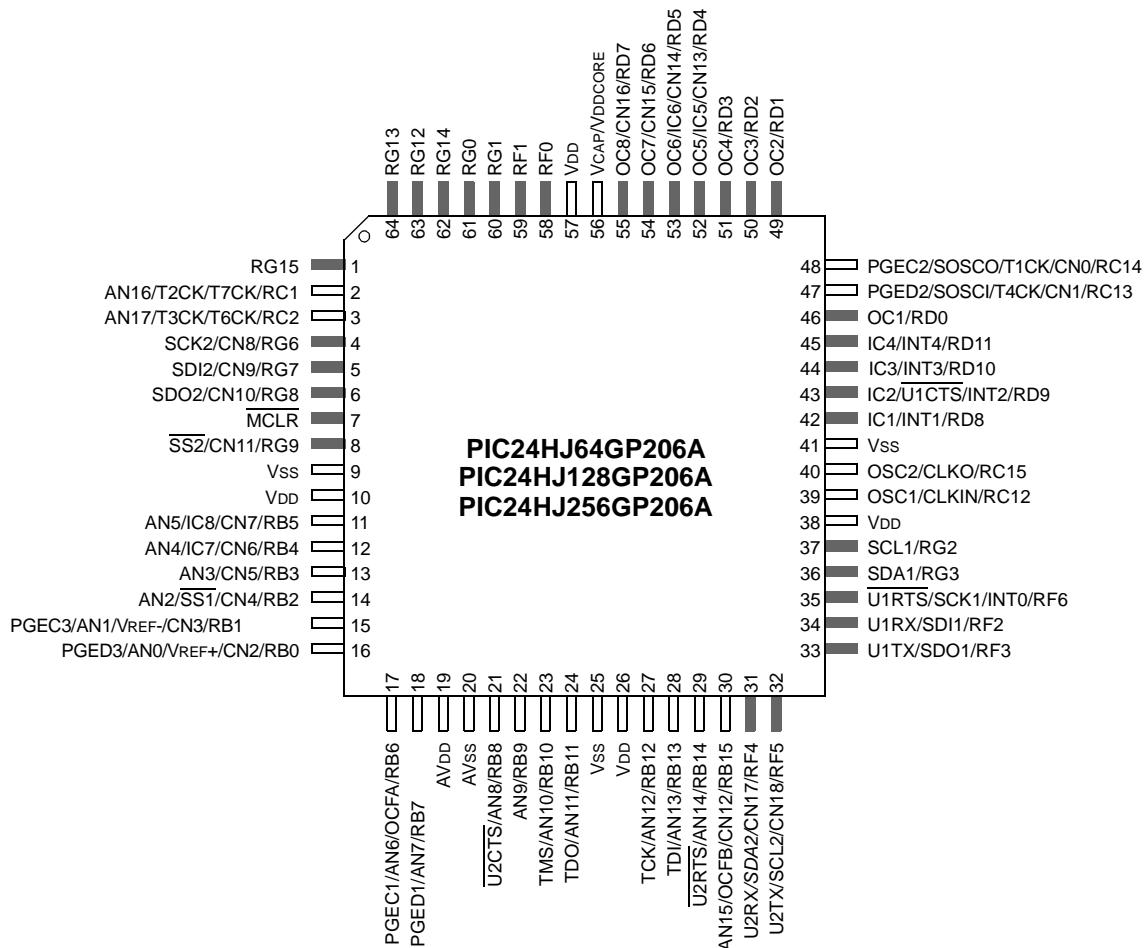 RG13
RG12
RG14
RG0
RG1
RF1
RF0
VDD
VCAP/VDDCORE
OC8/CN16/RD7
OC7/CN15/RD6
OC6/IC6/CN14/RD5
OC5/IC5/CN13/RD4
OC4/RD3
OC3/RD2
OC2/RD1
64 63 62 61 60 59 58 57 56 55 54 53 52 51 50 49
RG15 1
AN16/T2CK/T7CK/RC1 2
AN17/T3CK/T6CK/RC2 3
SCK2/CN8/RG6 4
SDI2/CN9/RG7 5
SDO2/CN10/RG8 6
MCLR 7
SS2/CN11/RG9 8
VSS 9
VDD 10
AN5/IC8/CN7/RB5 11
AN4/IC7/CN6/RB4 12
AN3/CN5/RB3 13
AN2/SS1/CN4/RB2 14
PGEC3/AN1/VREF-/CN3/RB1 15
PGED3/AN0/VREF+/CN2/RB0 16
PIC24HJ64GP206A
PIC24HJ128GP206A
PIC24HJ256GP206A
48 PGEC2/SOSCO/T1CK/CN0/RC14
47 PGED2/SOSCI/T4CK/CN1/RC13
46 OC1/RD0
45 IC4/INT4/RD11
44 IC3/INT3/RD10
43 IC2/U1CTS/INT2/RD9
42 IC1/INT1/RD8
41 VSS
40 OSC2/CLKO/RC15
39 OSC1/CLKIN/RC12
38 VDD
37 SCL1/RG2
36 SDA1/RG3
35 U1RTS/SCK1/INT0/RF6
34 U1RX/SDI1/RF2
33 U1TX/SDO1/RF3
17 18 19 20 21 22 23 24 25 26 27 28 29 30 31 32
PGEC1/AN6/OCFA/RB6
PGED1/AN7/RB7
AVDD
AVSS
U2CTS/AN8/RB8
AN9/RB9
TMS/AN10/RB10
TDO/AN11/RB11
VSS
VDD
TCK/AN12/RB12
TDI/AN13/RB13
U2RTS/AN14/RB14
AN15/OCFB/CN12/RB15
U2RX/SDA2/CN17/RF4
U2TX/SCL2/CN18/RF5